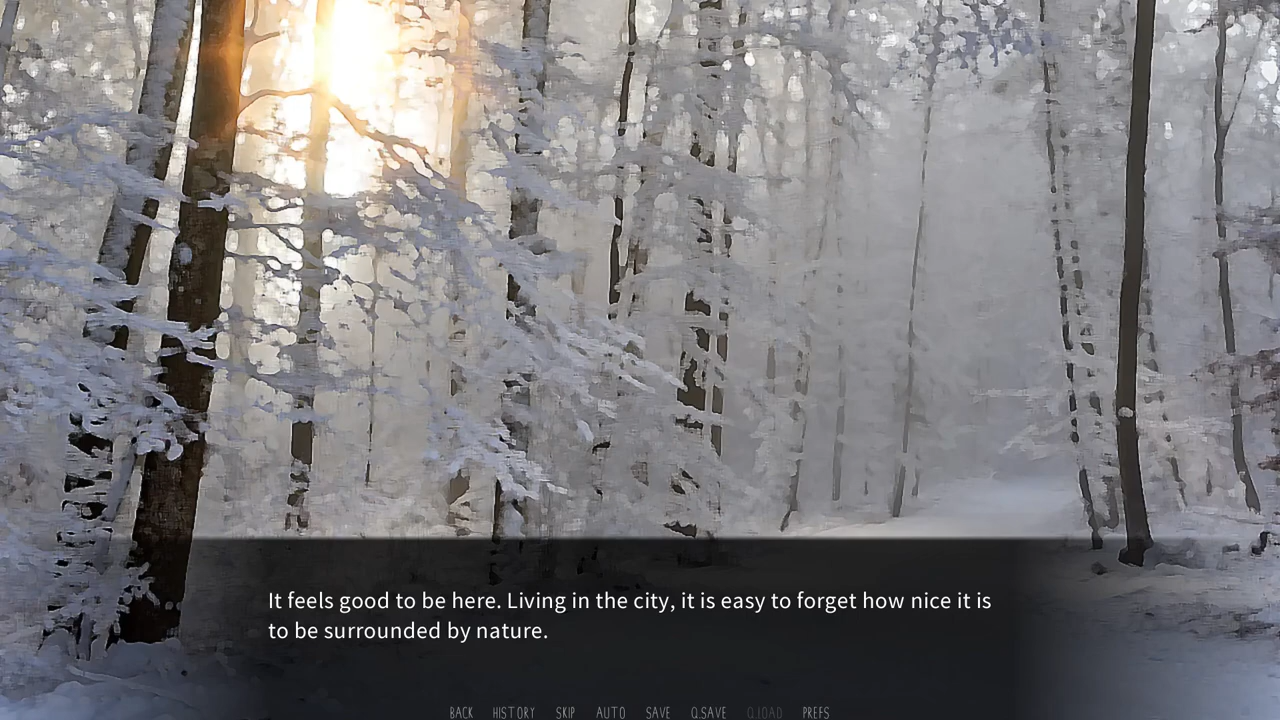 It feels good to be here. Living in the city, it is easy to forget how nice it is
to be surrounded by nature.
BACK HISTORY SKIP AUTO SAVE Q.SAVE Q.LOAD PREFS